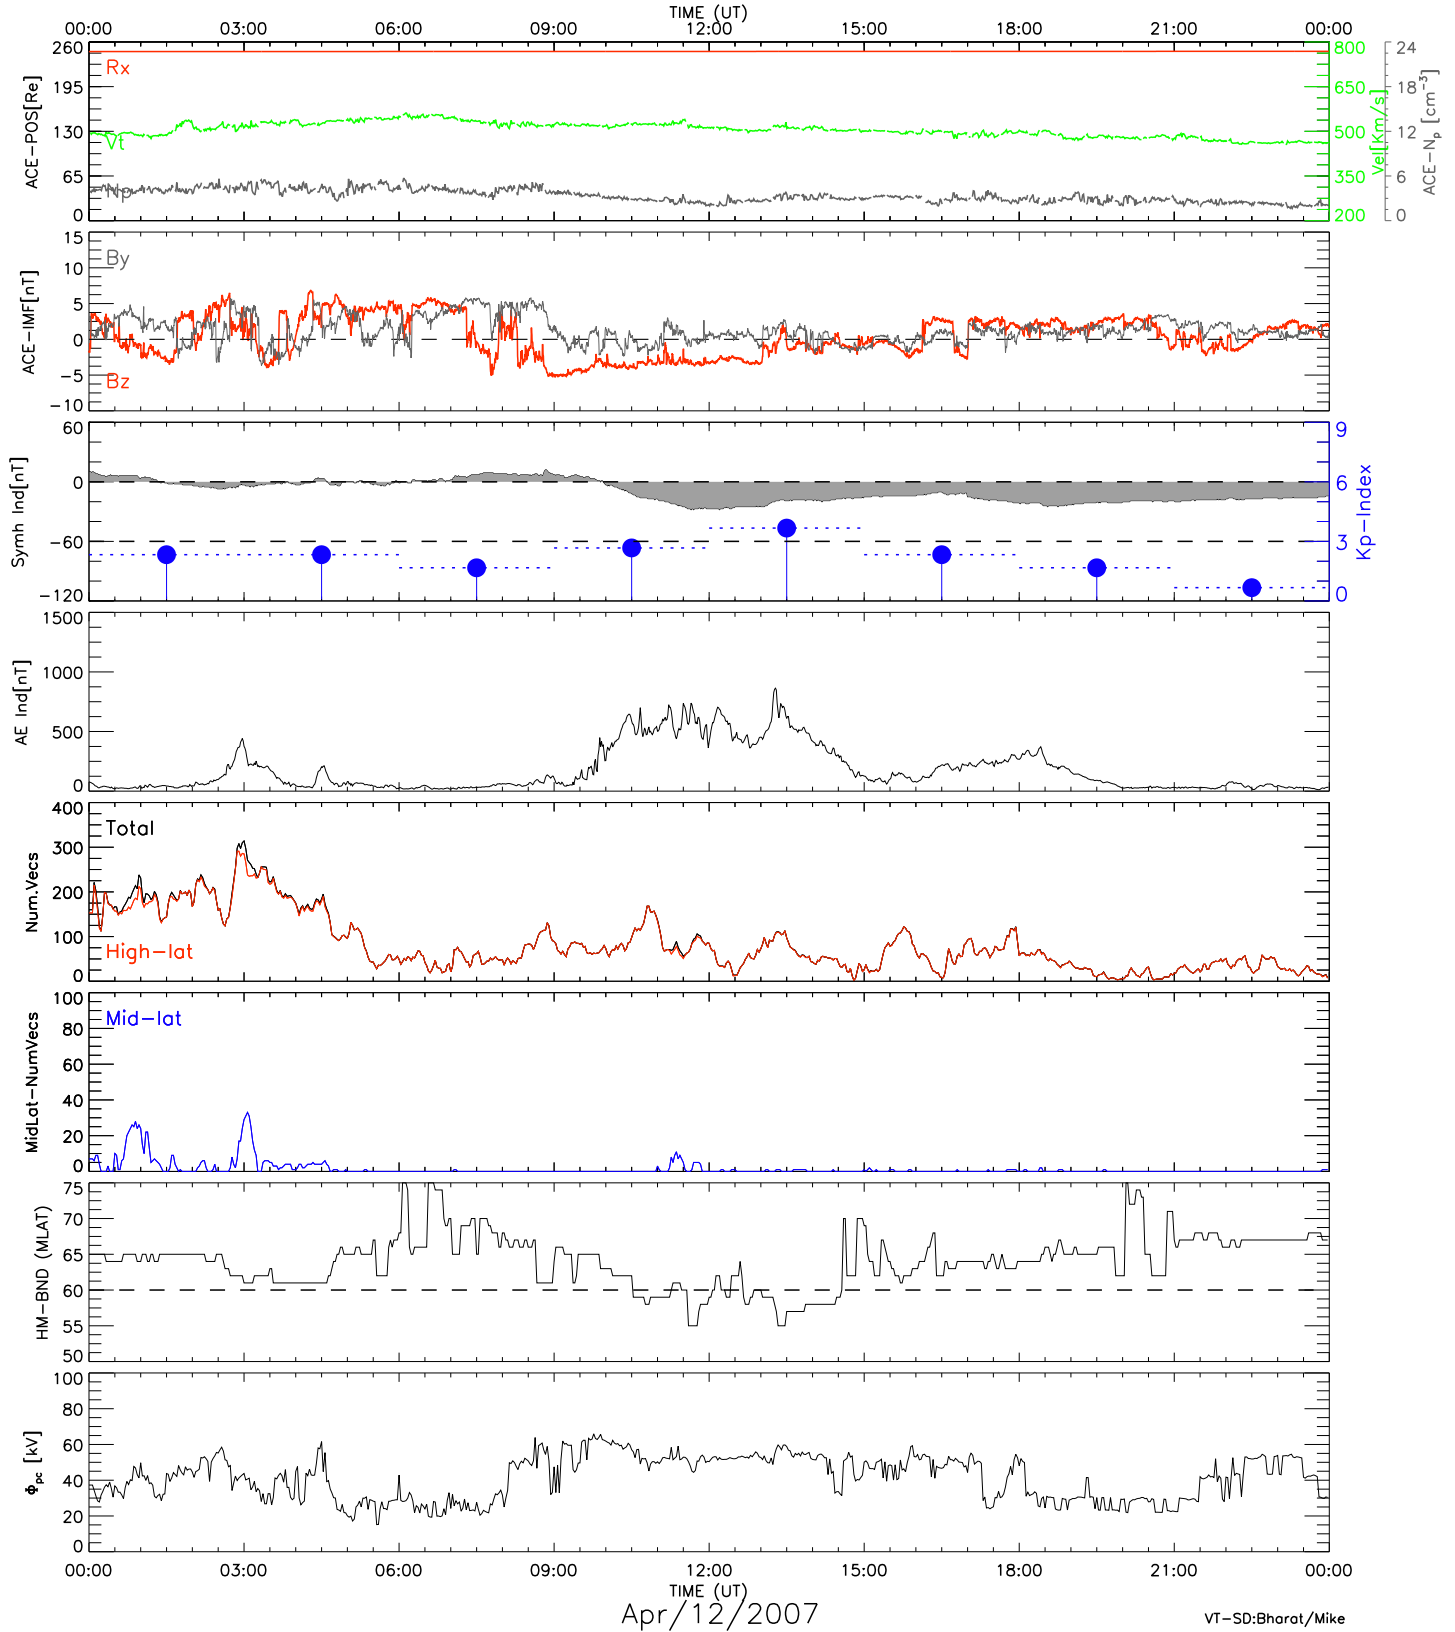 TIME (UT)
00:00 03:00 06:00 09:00 12:00 15:00 18:00 21:00 00:00
ACE-POS[Re]
260
195
130
65
0
Rx
Vt
Np
800
650
500
350
200
Vel[Km/s]
24
18
12
6
0
ACE-Np [cm-3]
ACE-IMF[nT]
15
10
5
0
-5
-10
By
Bz
Symh Ind[nT]
60
0
-60
-120
9
6
3
0
Kp-Index
AE Ind[nT]
1500
1000
500
0
Num.Vecs
400
300
200
100
0
Total
High-lat
MidLat-NumVecs
100
80
60
40
20
0
Mid-lat
HM-BND (MLAT)
75
70
65
60
55
50
Φpc [kV]
100
80
60
40
20
0
00:00 03:00 06:00 09:00 12:00 15:00 18:00 21:00 00:00
TIME (UT)
Apr/12/2007
VT-SD:Bharat/Mike